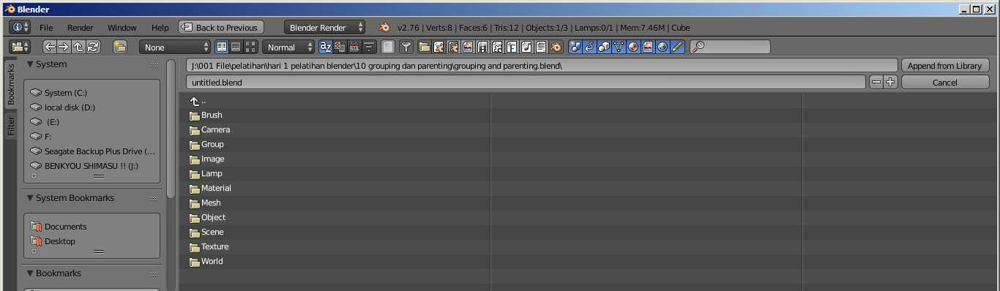 Blender
File Render Window Help Back to Previous Blender Render v2.76 | Verts:8 | Faces:6 | Tris:12 | Objects:1/3 | Lamps:0/1 | Mem:7.46M | Cube
None Normal
Bookmarks
Filter
System
System (C:)
local disk (D:)
(E:)
F:
Seagate Backup Plus Drive (...
BENKYOU SHIMASU !! (J:)
System Bookmarks
Documents
Desktop
Bookmarks
J:\001 File\pelatihan\hari 1 pelatihan blender\10 grouping dan parenting\grouping and parenting.blend\ Append from Library
untitled.blend Cancel
..
Brush
Camera
Group
Image
Lamp
Material
Mesh
Object
Scene
Texture
World